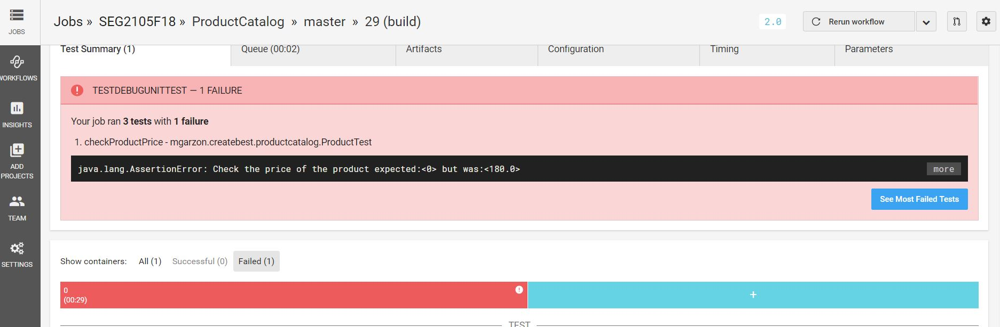 JOBS
Jobs » SEG2105F18 » ProductCatalog » master » 29 (build)
2.0
Rerun workflow
Test Summary (1)
Queue (00:02)
Artifacts
Configuration
Timing
Parameters
WORKFLOWS
INSIGHTS
ADD
PROJECTS
TEAM
SETTINGS
TESTDEBUGUNITTEST — 1 FAILURE
Your job ran 3 tests with 1 failure
1. checkProductPrice - mgarzon.createbest.productcatalog.ProductTest
java.lang.AssertionError: Check the price of the product expected:<0> but was:<180.0>
more
See Most Failed Tests
Show containers: All (1) Successful (0) Failed (1)
0
(00:29)
+
TEST